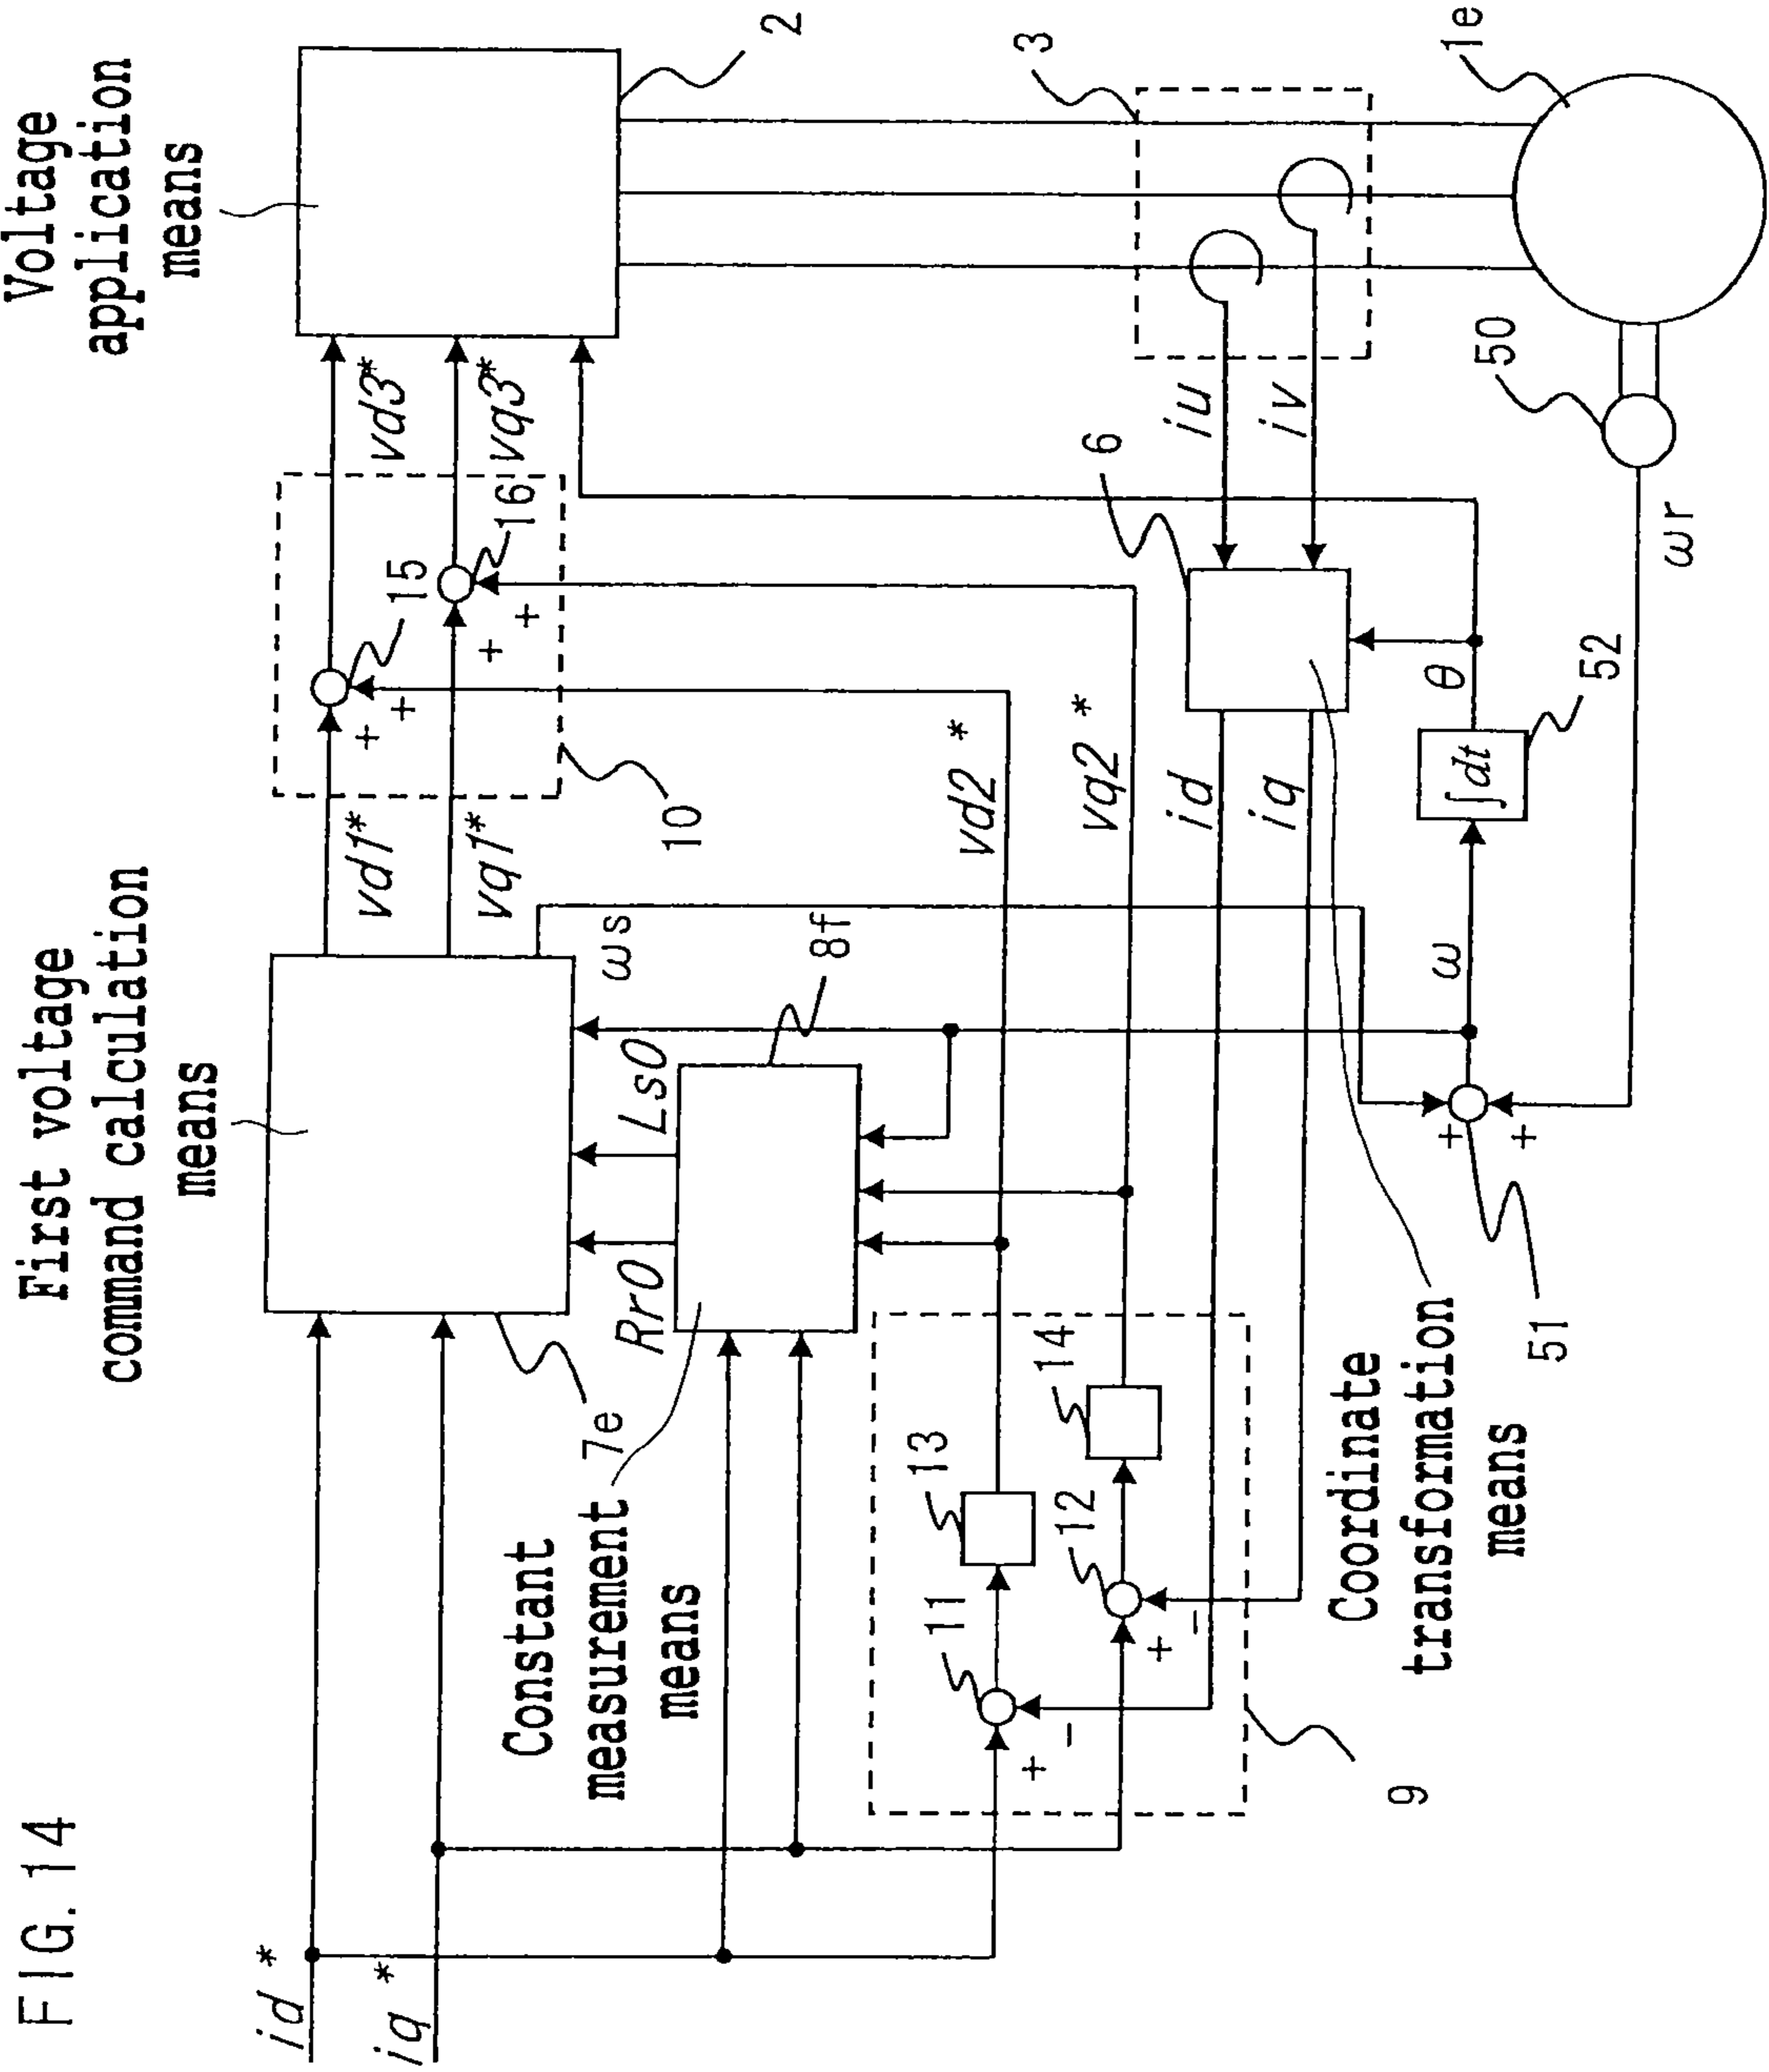 FIG. 14
First voltage
command calculation
means
Voltage
application
means
id *
iq *
vd1*
vq1*
vd3*
vq3*
15
16
10
2
7e
ωs
Rr0
Ls0
8f
Constant
measurement
means
vd2 *
vq2 *
11
13
12
14
9
id
iq
6
iu
iv
3
Coordinate
transformation
means
51
ω
∫dt
θ
52
ωr
50
1e
+
+
+
+
+
−
+
−
+
+